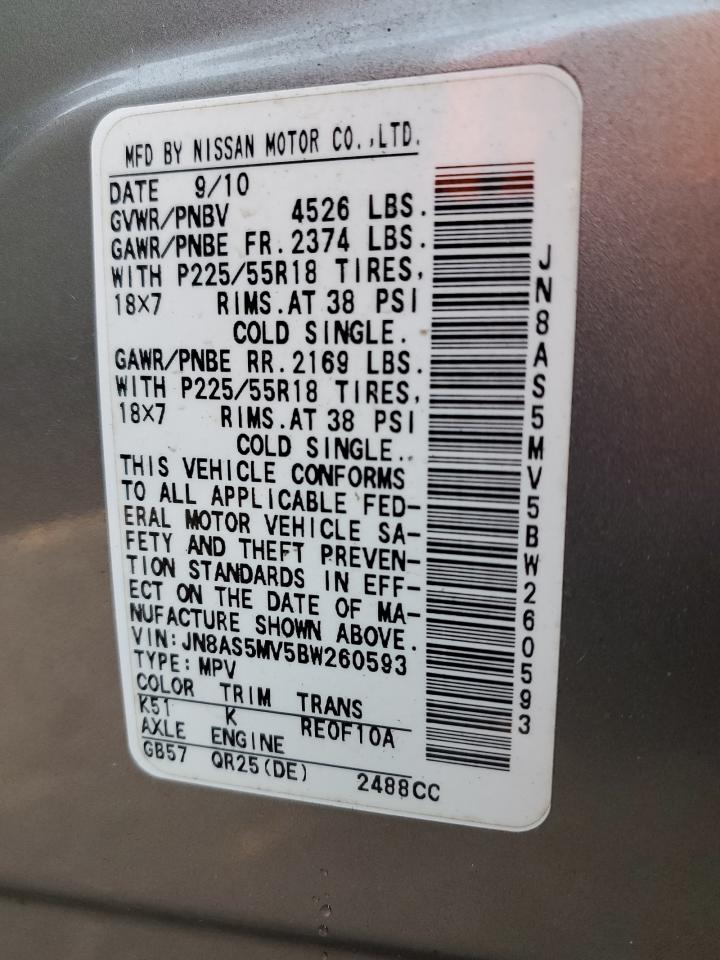 MFD BY NISSAN MOTOR CO.,LTD.
DATE 9/10
GVWR/PNBV 4526 LBS.
GAWR/PNBE FR.2374 LBS.
WITH P225/55R18 TIRES,
18X7 RIMS.AT 38 PSI
COLD SINGLE.
GAWR/PNBE RR.2169 LBS.
WITH P225/55R18 TIRES,
18X7 RIMS.AT 38 PSI
COLD SINGLE.
THIS VEHICLE CONFORMS
TO ALL APPLICABLE FED-
ERAL MOTOR VEHICLE SA-
FETY AND THEFT PREVEN-
TION STANDARDS IN EFF-
ECT ON THE DATE OF MA-
NUFACTURE SHOWN ABOVE.
VIN:JN8AS5MV5BW260593
TYPE:MPV
COLOR TRIM TRANS
K51 K RE0F10A
AXLE ENGINE
GB57 QR25(DE) 2488CC
JN8AS5MV5BW260593